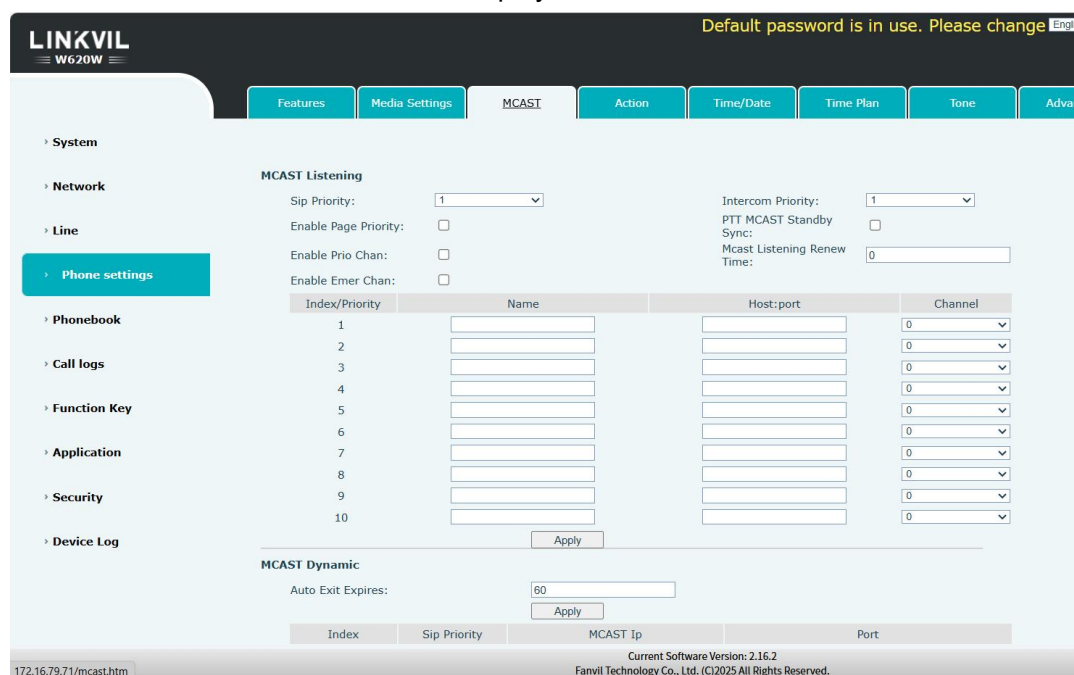 Default password is in use. Please change Engl
LINKVIL
W620W
Features Media Settings MCAST Action Time/Date Time Plan Tone Adva
› System
› Network
› Line
› Phone settings
› Phonebook
› Call logs
› Function Key
› Application
› Security
› Device Log
MCAST Listening
Sip Priority: 1 Intercom Priority: 1
Enable Page Priority: PTT MCAST Standby Sync:
Enable Prio Chan: Mcast Listening Renew Time: 0
Enable Emer Chan:
Index/Priority Name Host:port Channel
1 0
2 0
3 0
4 0
5 0
6 0
7 0
8 0
9 0
10 0
Apply
MCAST Dynamic
Auto Exit Expires: 60
Apply
Index Sip Priority MCAST Ip Port
Current Software Version: 2.16.2
Fanvil Technology Co., Ltd. (C)2025 All Rights Reserved.
172.16.79.71/mcast.htm